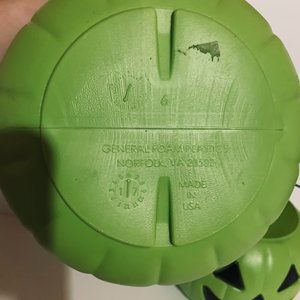 GENERAL FOAM PLASTICS
NORFOLK, VA 23502
MADE
IN
USA